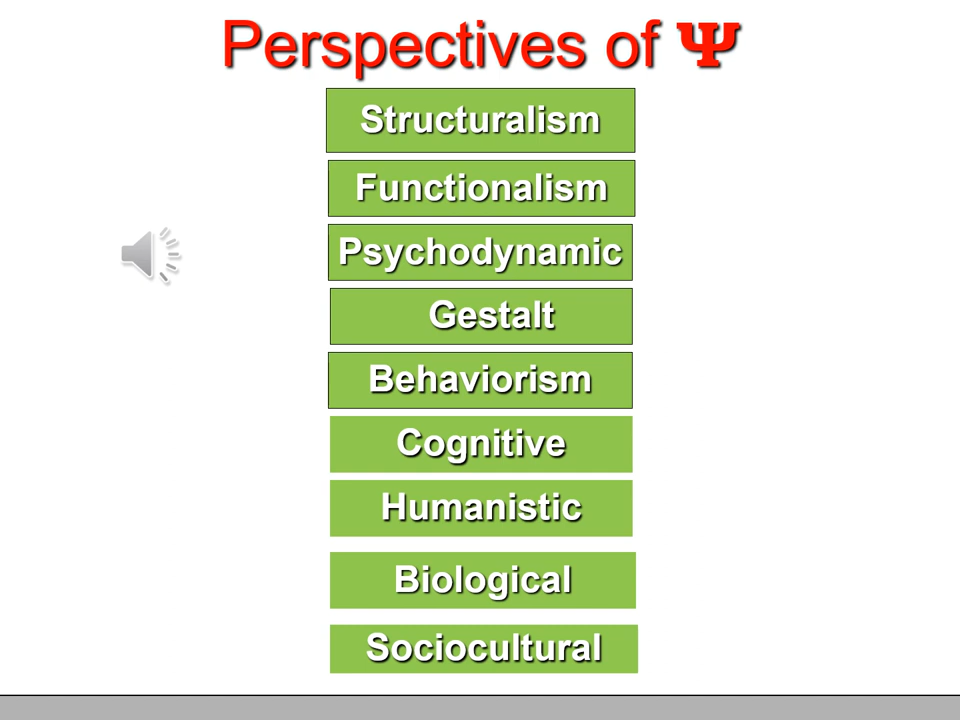 Perspectives of Ψ
Structuralism
Functionalism
Psychodynamic
Gestalt
Behaviorism
Cognitive
Humanistic
Biological
Sociocultural